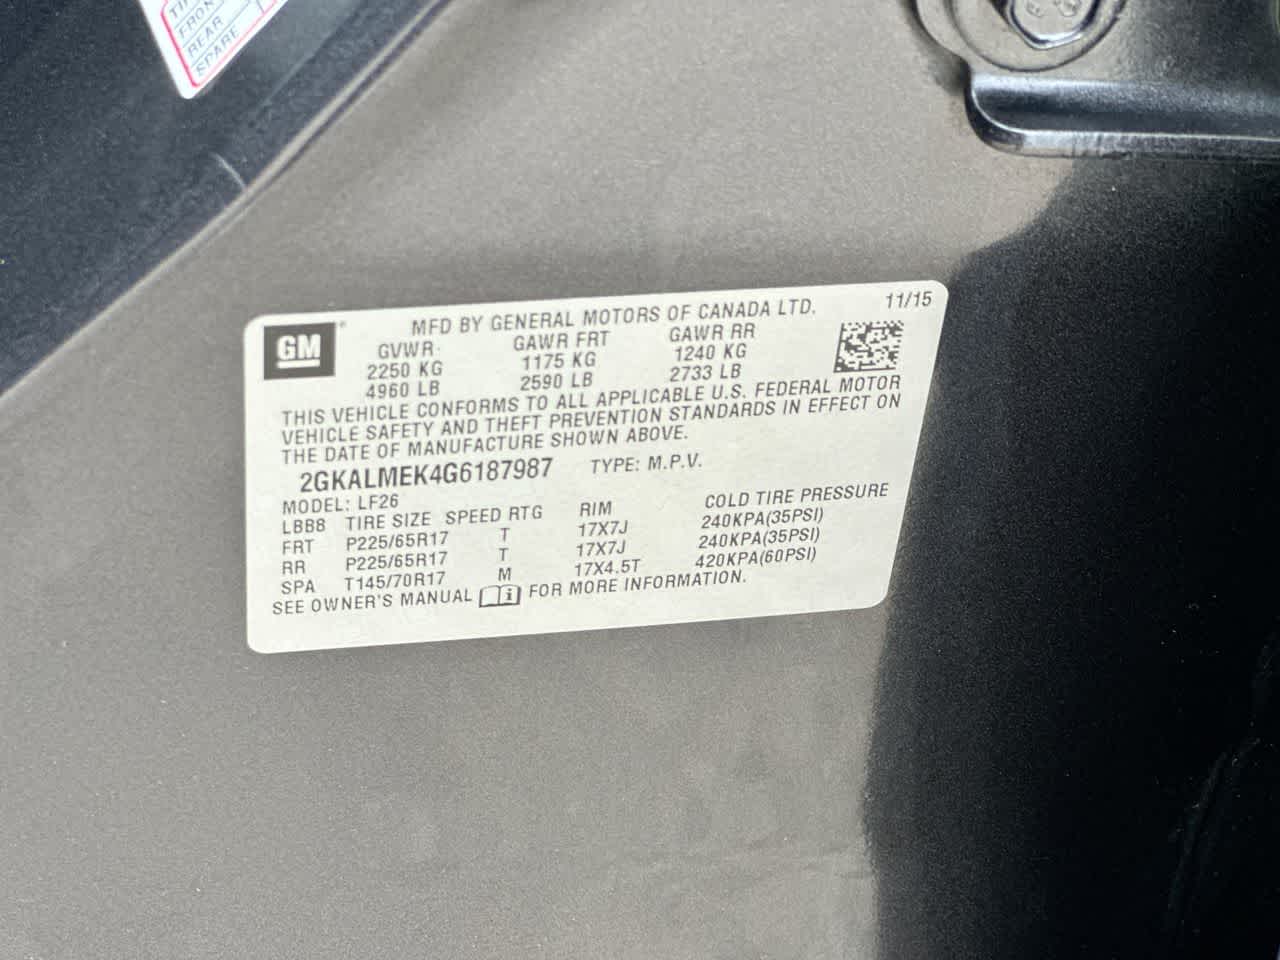 FRONT
REAR
SPARE
GM
MFD BY GENERAL MOTORS OF CANADA LTD. 11/15
GVWR GAWR FRT GAWR RR
2250 KG 1175 KG 1240 KG
4960 LB 2590 LB 2733 LB
THIS VEHICLE CONFORMS TO ALL APPLICABLE U.S. FEDERAL MOTOR
VEHICLE SAFETY AND THEFT PREVENTION STANDARDS IN EFFECT ON
THE DATE OF MANUFACTURE SHOWN ABOVE.
2GKALMEK4G6187987 TYPE: M.P.V.
MODEL: LF26
LBB8 TIRE SIZE SPEED RTG RIM COLD TIRE PRESSURE
FRT P225/65R17 T 17X7J 240KPA(35PSI)
RR P225/65R17 T 17X7J 240KPA(35PSI)
SPA T145/70R17 M 17X4.5T 420KPA(60PSI)
SEE OWNER'S MANUAL i FOR MORE INFORMATION.